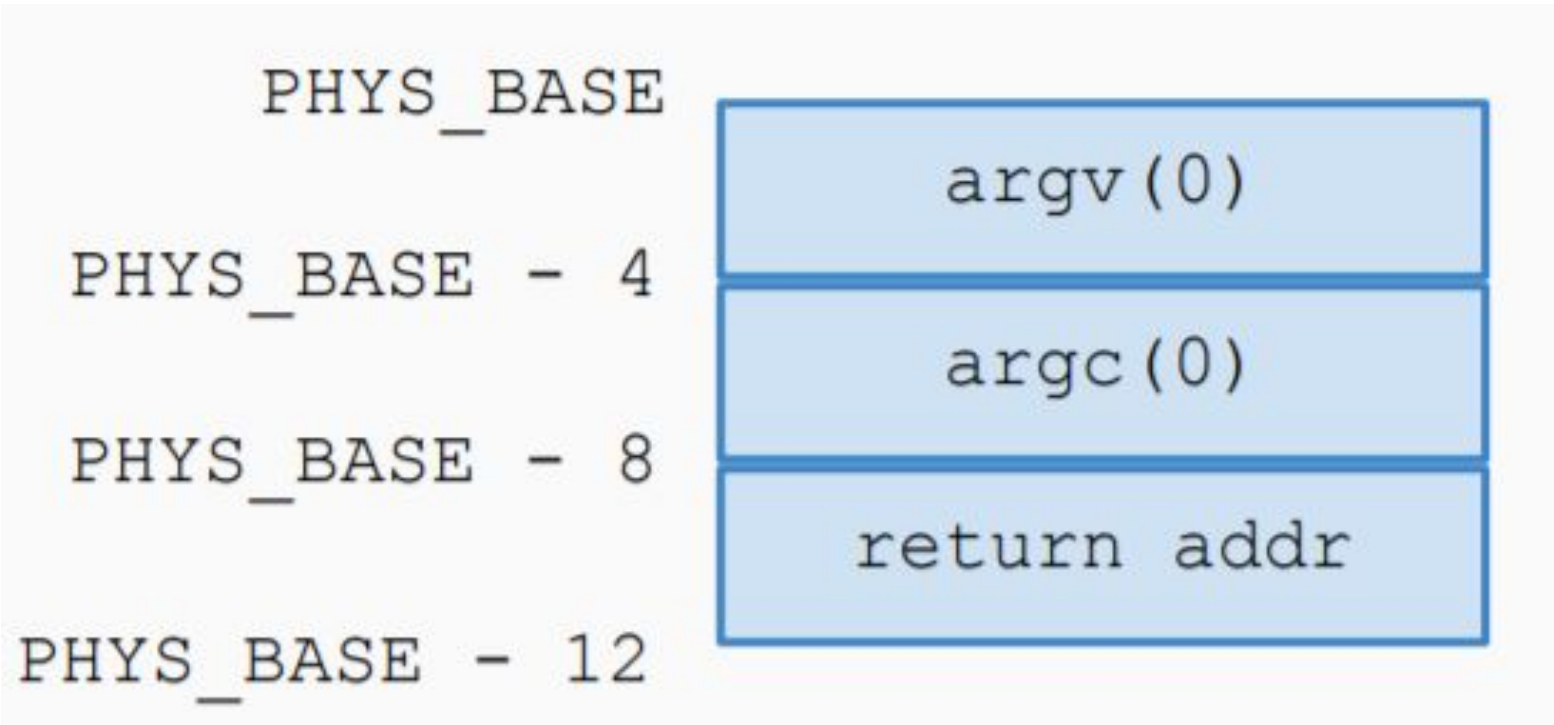 PHYS_BASE
argv(0)
PHYS_BASE - 4
argc(0)
PHYS_BASE - 8
return addr
PHYS_BASE - 12